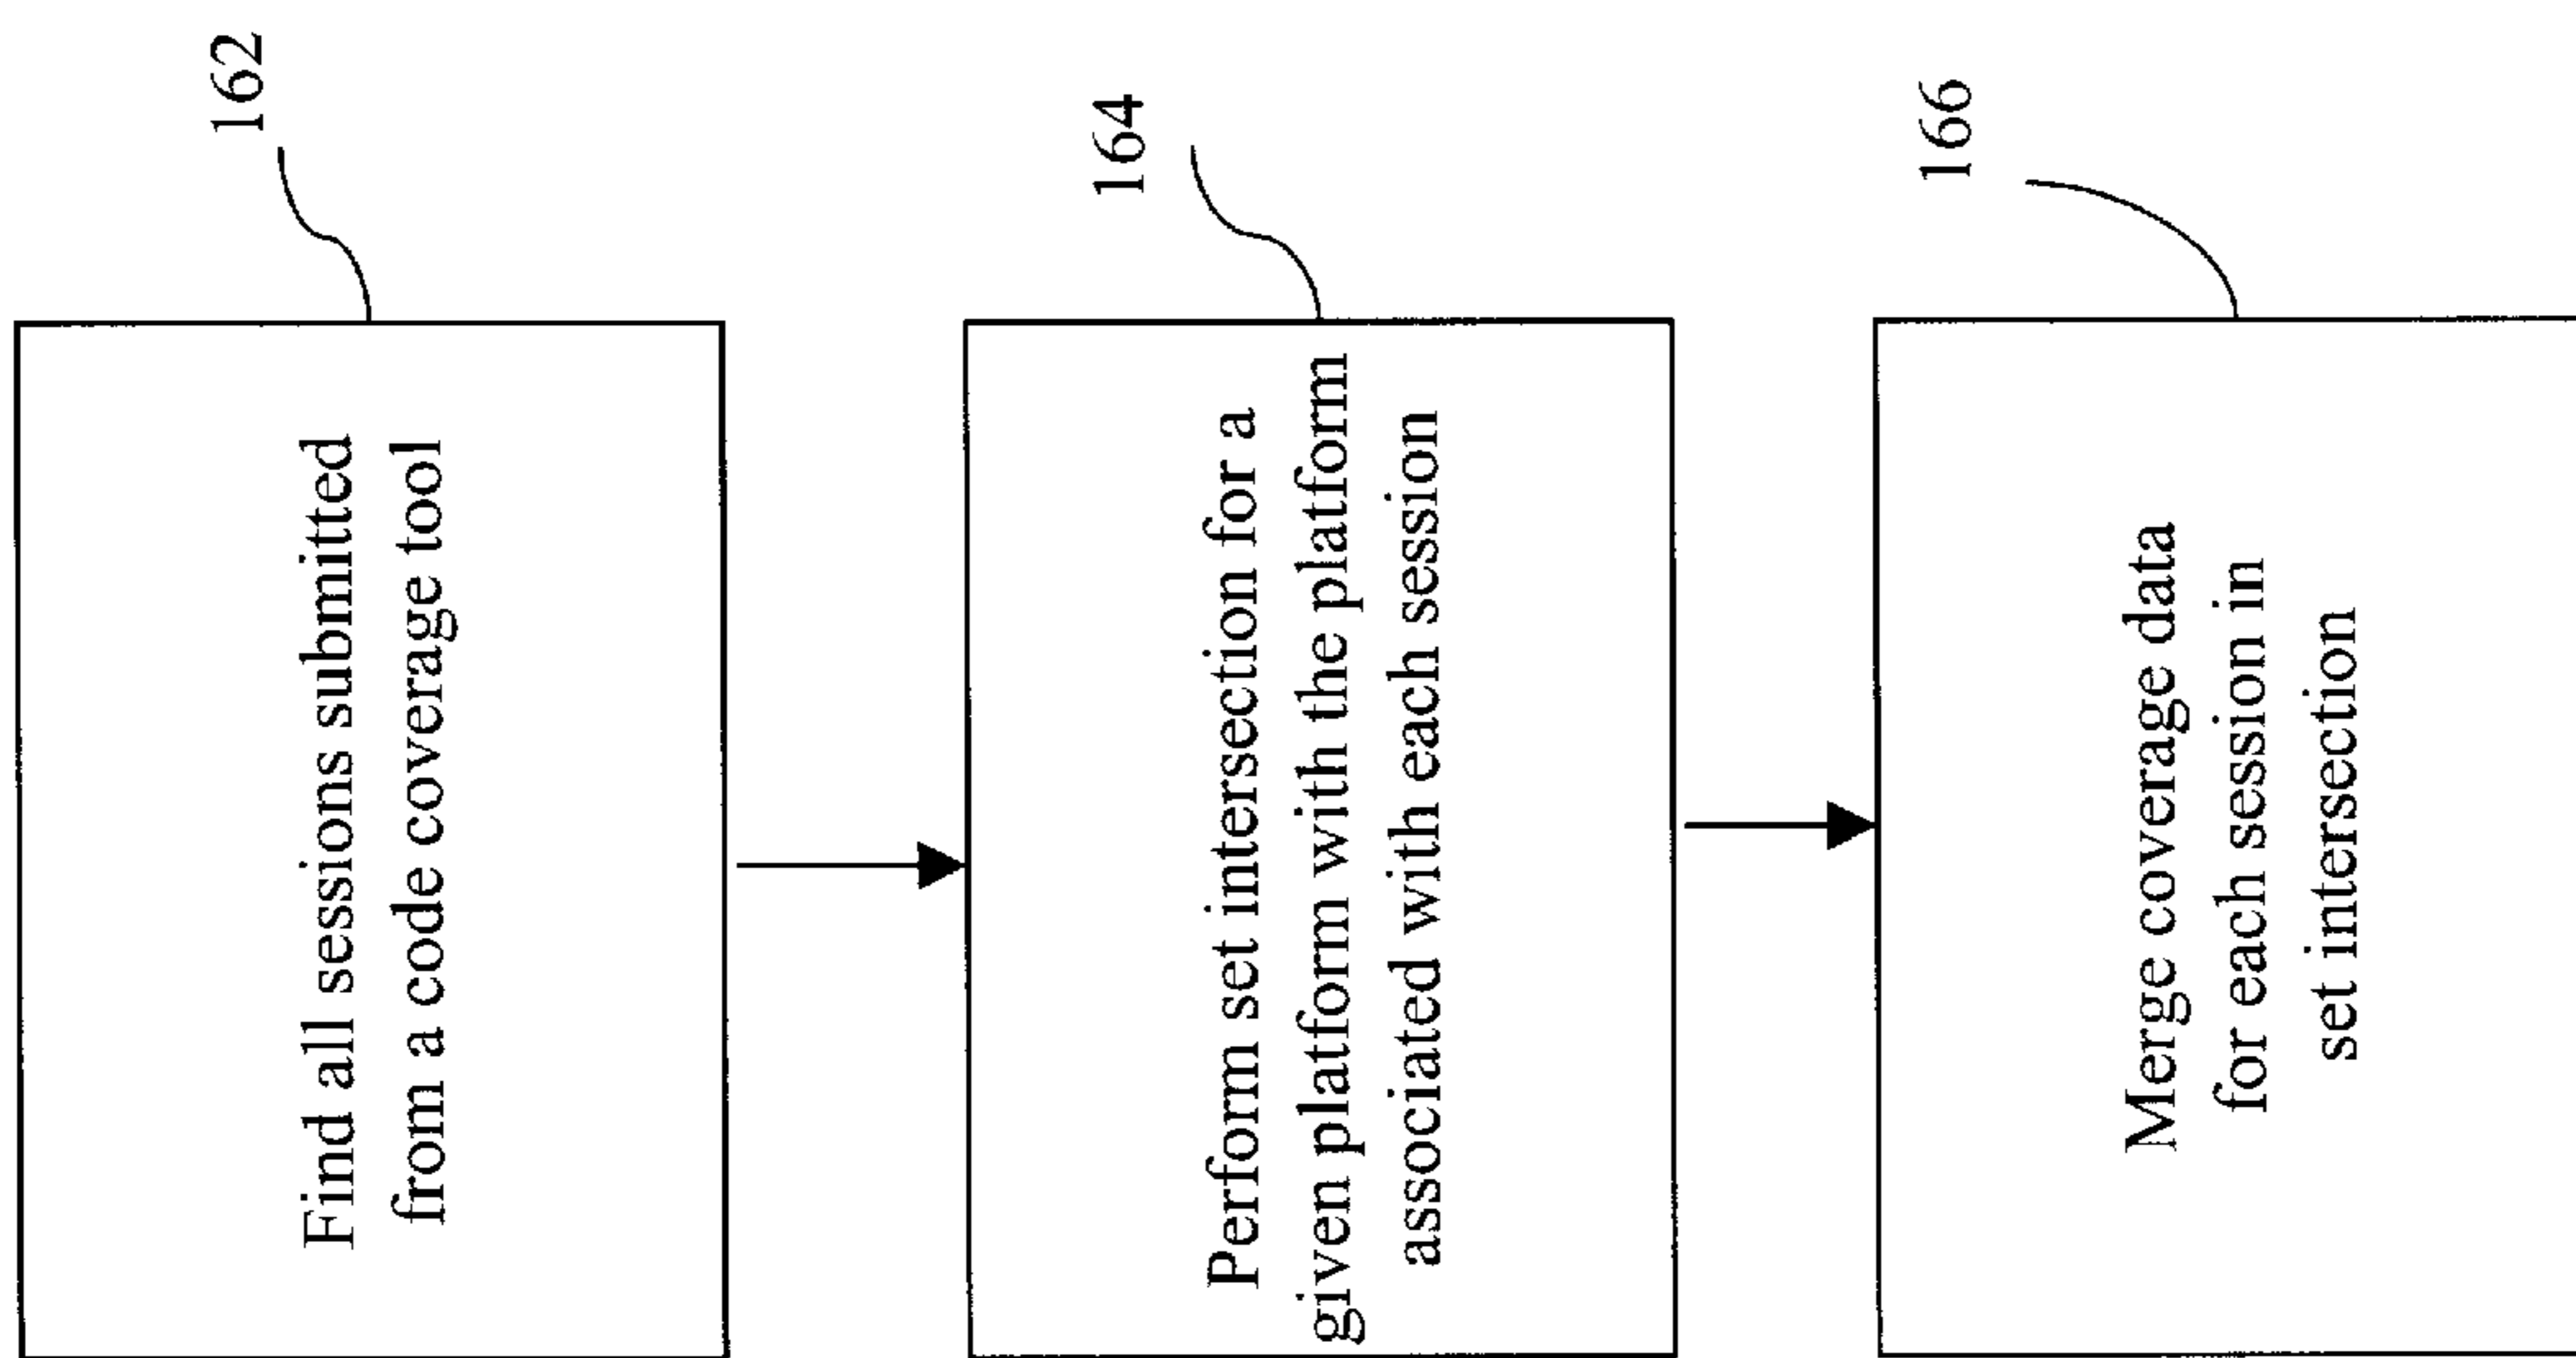 162
Find all sessions submitted
from a code coverage tool
164
Perform set intersection for a
given platform with the platform
associated with each session
166
Merge coverage data
for each session in
set intersection